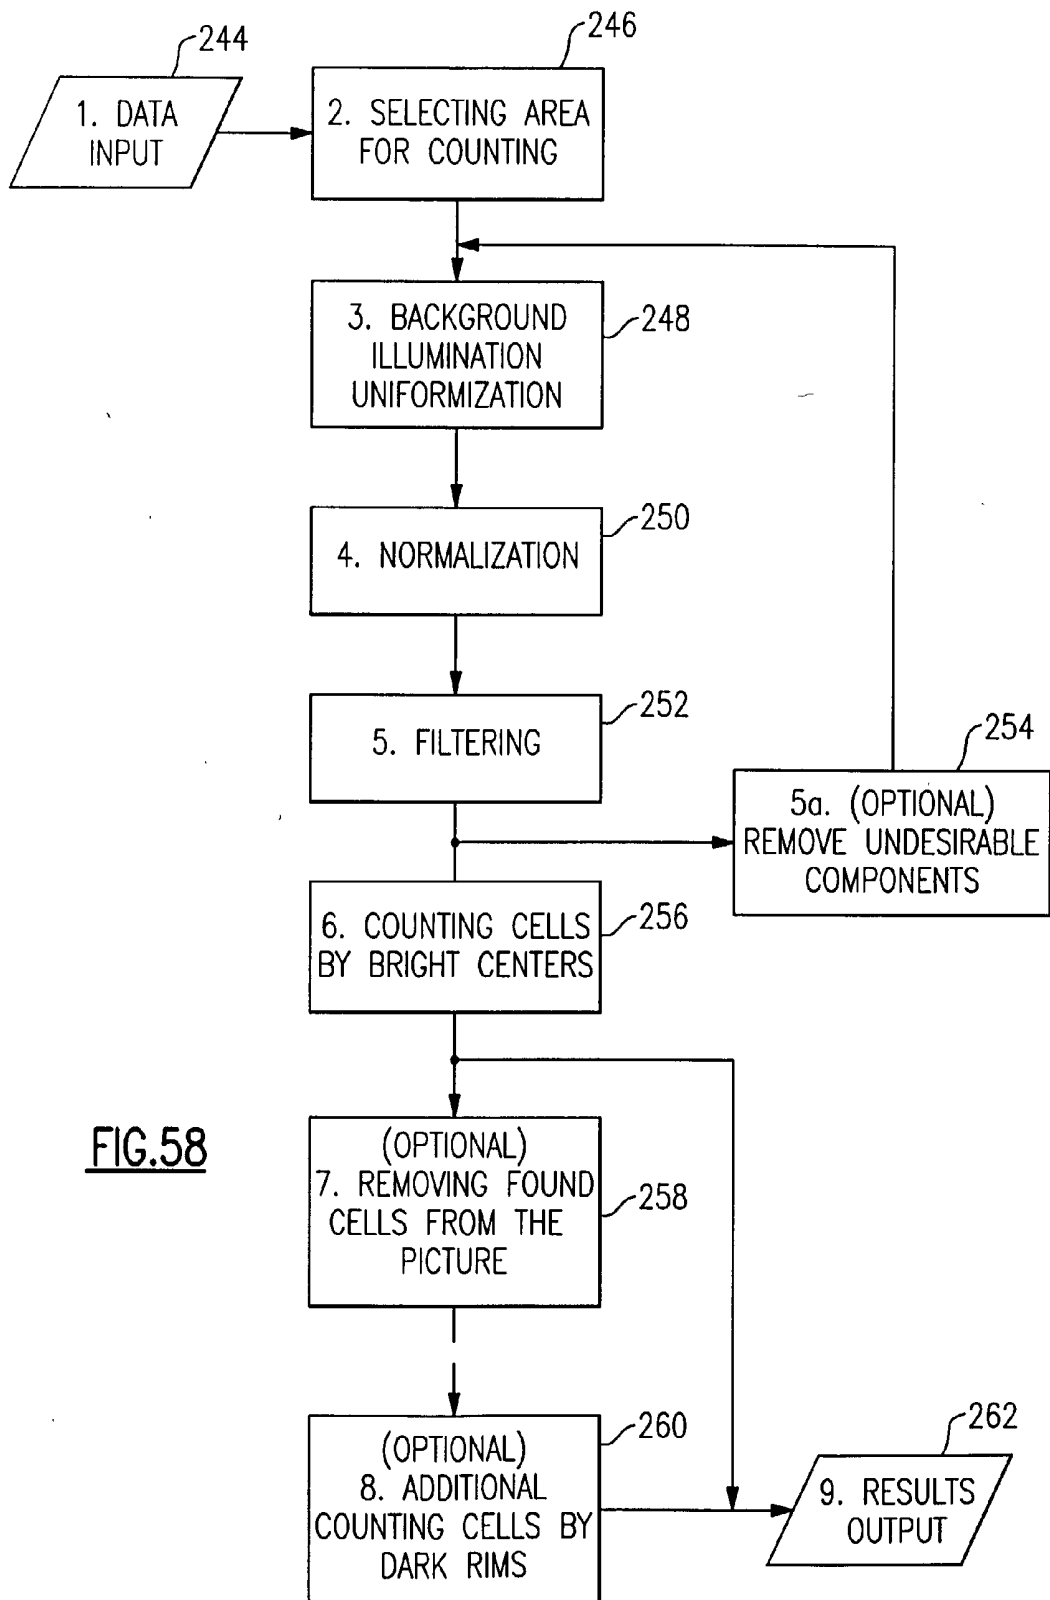 244
1. DATA
INPUT
246
2. SELECTING AREA
FOR COUNTING
3. BACKGROUND
ILLUMINATION
UNIFORMIZATION
248
4. NORMALIZATION
250
5. FILTERING
252
254
5a. (OPTIONAL)
REMOVE UNDESIRABLE
COMPONENTS
6. COUNTING CELLS
BY BRIGHT CENTERS
256
FIG.58
(OPTIONAL)
7. REMOVING FOUND
CELLS FROM THE
PICTURE
258
(OPTIONAL)
8. ADDITIONAL
COUNTING CELLS BY
DARK RIMS
260
262
9. RESULTS
OUTPUT